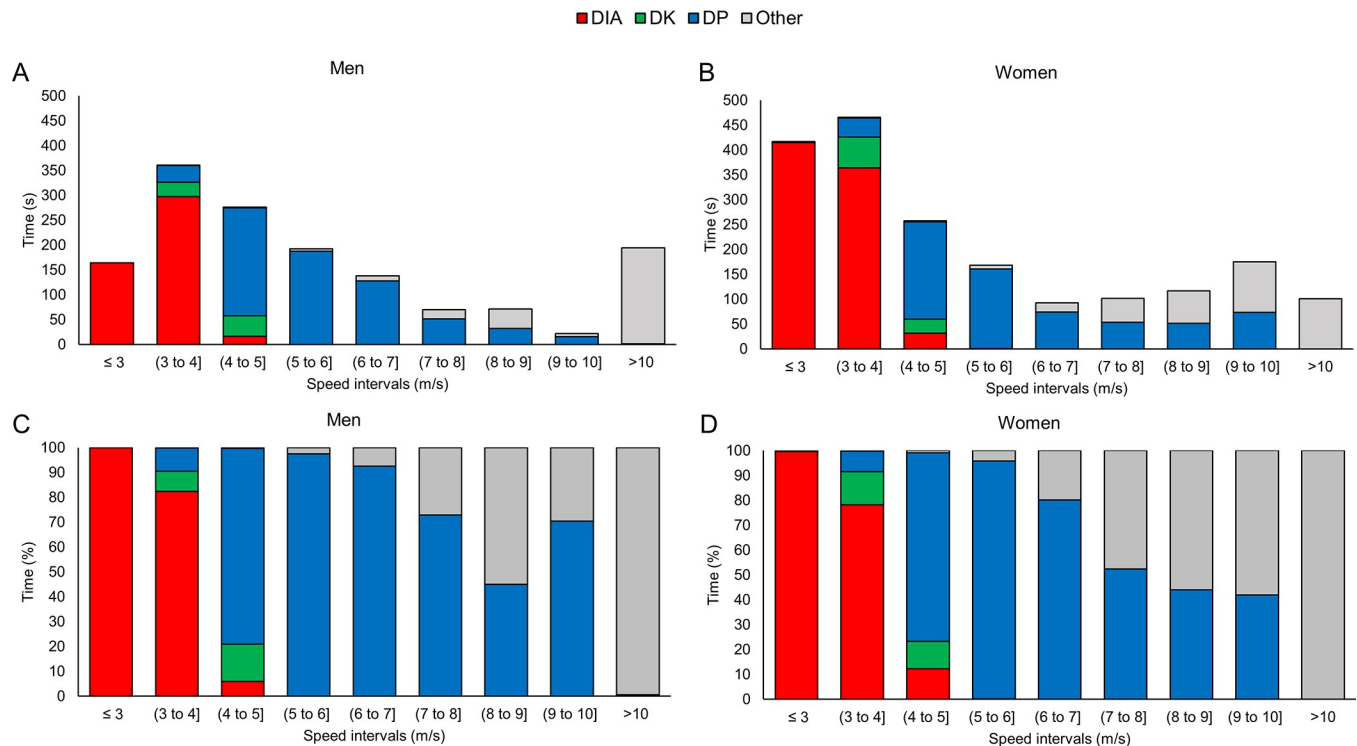 DIA DK DP Other
A
Men
500
450
400
350
300
250
200
150
100
50
0
Time (s)
≤ 3 (3 to 4] (4 to 5] (5 to 6] (6 to 7] (7 to 8] (8 to 9] (9 to 10] >10
Speed intervals (m/s)
B
Women
500
450
400
350
300
250
200
150
100
50
0
Time (s)
≤ 3 (3 to 4] (4 to 5] (5 to 6] (6 to 7] (7 to 8] (8 to 9] (9 to 10] >10
Speed intervals (m/s)
C
Men
100
90
80
70
60
50
40
30
20
10
0
Time (%)
≤ 3 (3 to 4] (4 to 5] (5 to 6] (6 to 7] (7 to 8] (8 to 9] (9 to 10] >10
Speed intervals (m/s)
D
Women
100
90
80
70
60
50
40
30
20
10
0
Time (%)
≤ 3 (3 to 4] (4 to 5] (5 to 6] (6 to 7] (7 to 8] (8 to 9] (9 to 10] >10
Speed intervals (m/s)